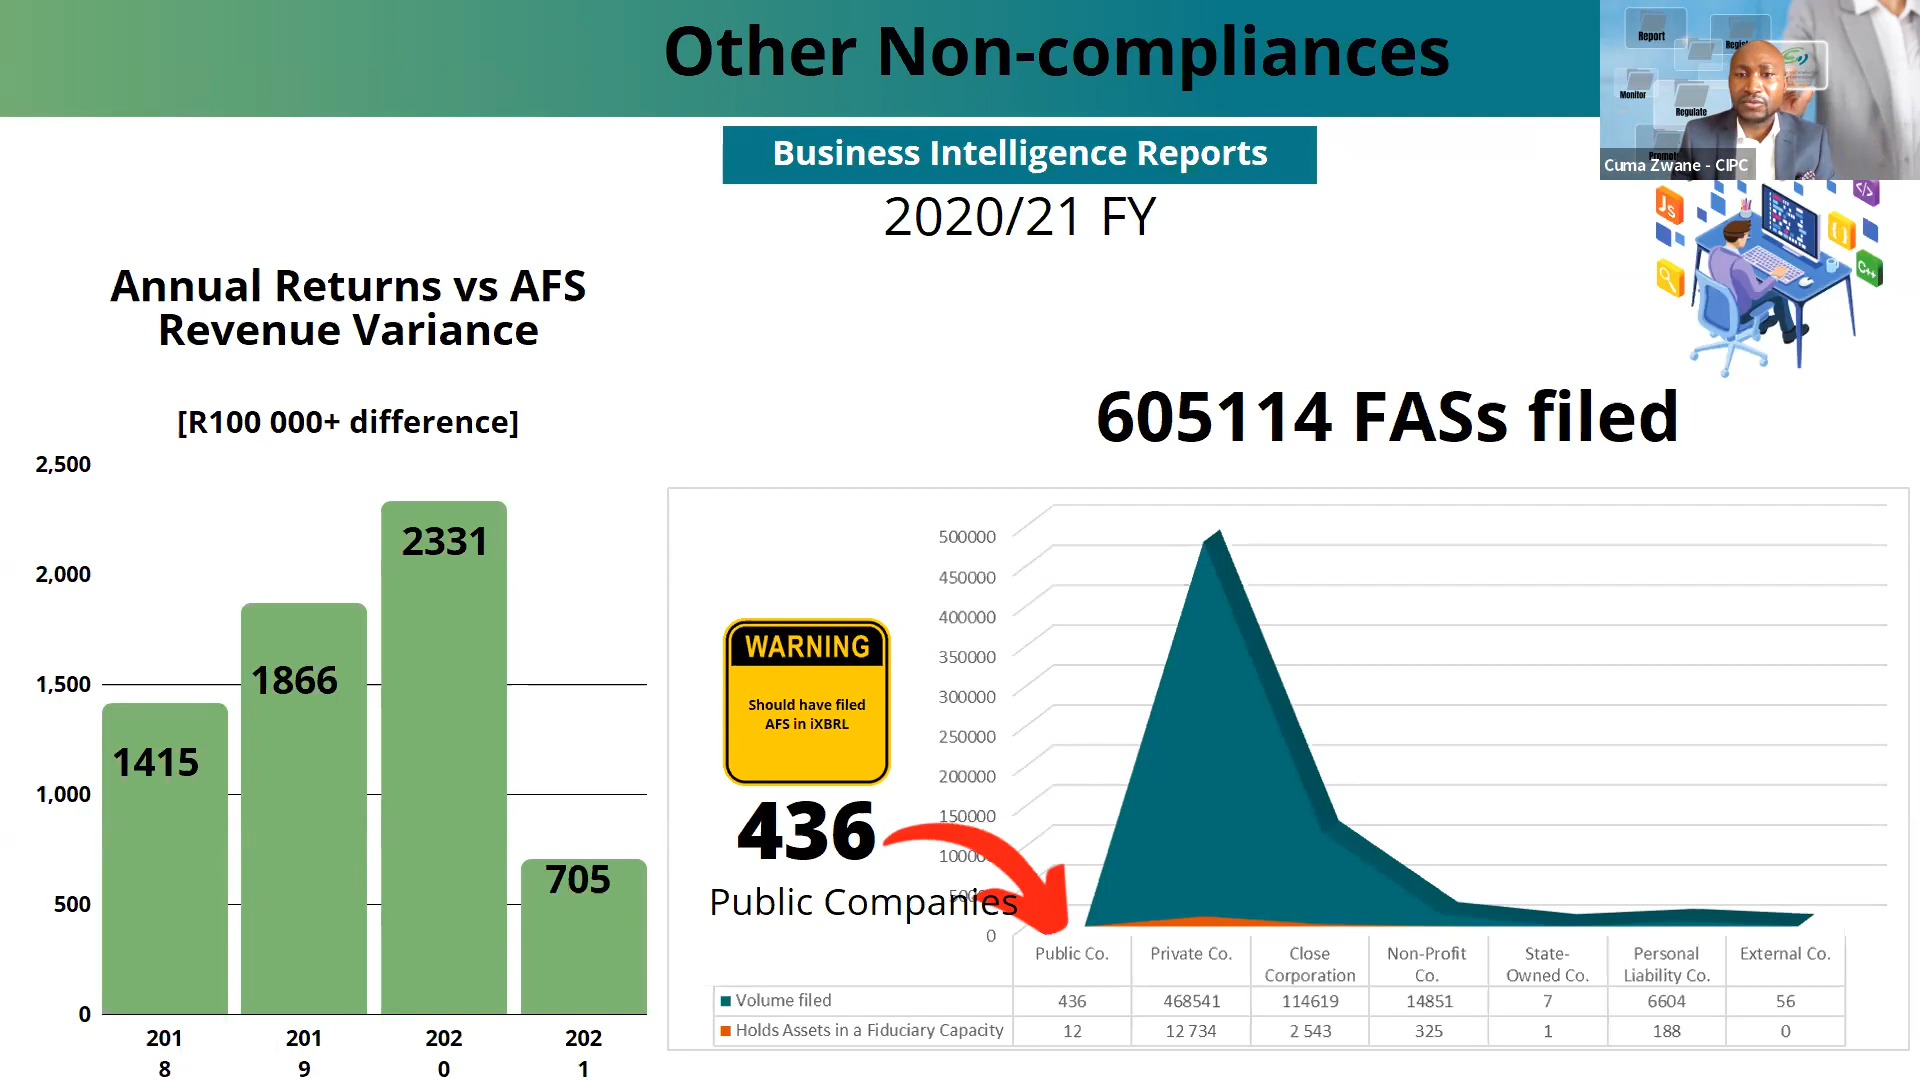 Other Non-compliances
Report
Regis
Monitor
Regulate
Promot
Cuma Zwane - CIPC
Business Intelligence Reports
2020/21 FY
Js
</>
{}
C++
Annual Returns vs AFS
Revenue Variance
[R100 000+ difference]
605114 FASs filed
2,500
2,000
1,500
1,000
500
0
1415
1866
2331
705
201
8
201
9
202
0
202
1
WARNING
Should have filed
AFS in iXBRL
436
Public Companies
500000
450000
400000
350000
300000
250000
200000
150000
100000
50000
0
Public Co. Private Co. Close Corporation Non-Profit Co. State-Owned Co. Personal Liability Co. External Co.
Volume filed 436 468541 114619 14851 7 6604 56
Holds Assets in a Fiduciary Capacity 12 12 734 2 543 325 1 188 0